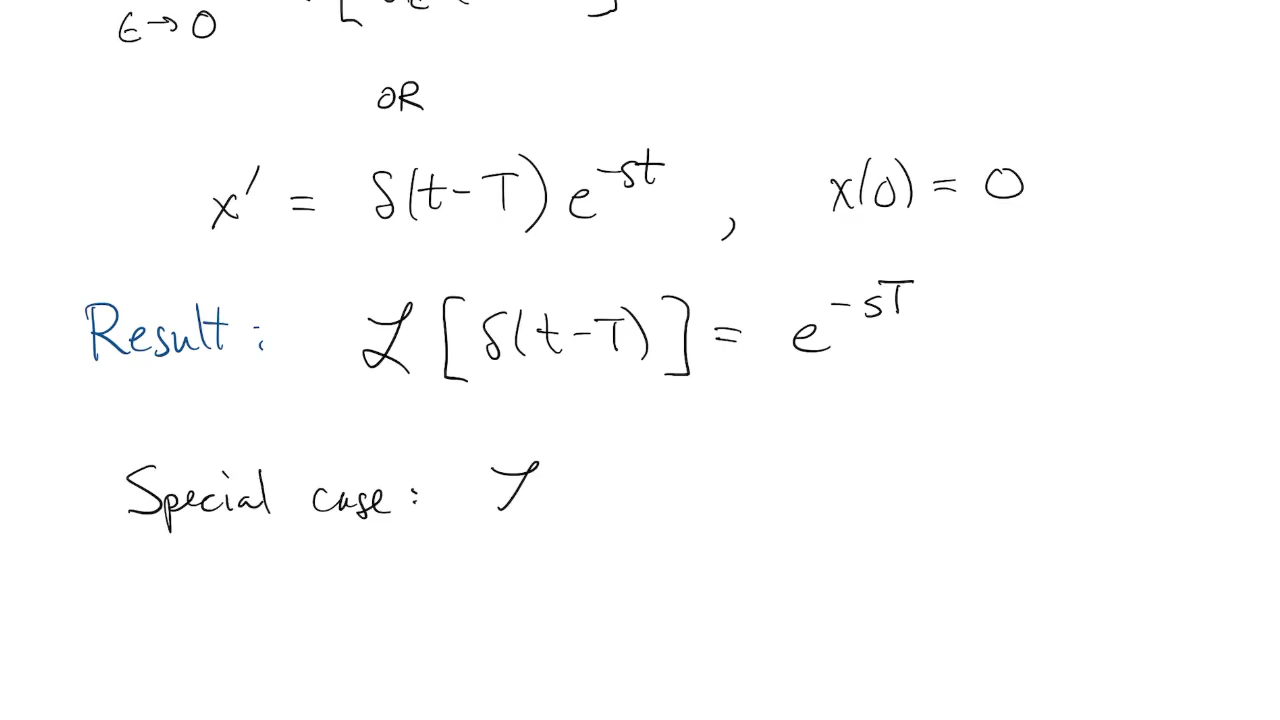 ϵ→0
OR
x' = δ(t-T) e^{-st} , x(0) = 0
Result: ℒ[δ(t-T)] = e^{-sT}
Special case: